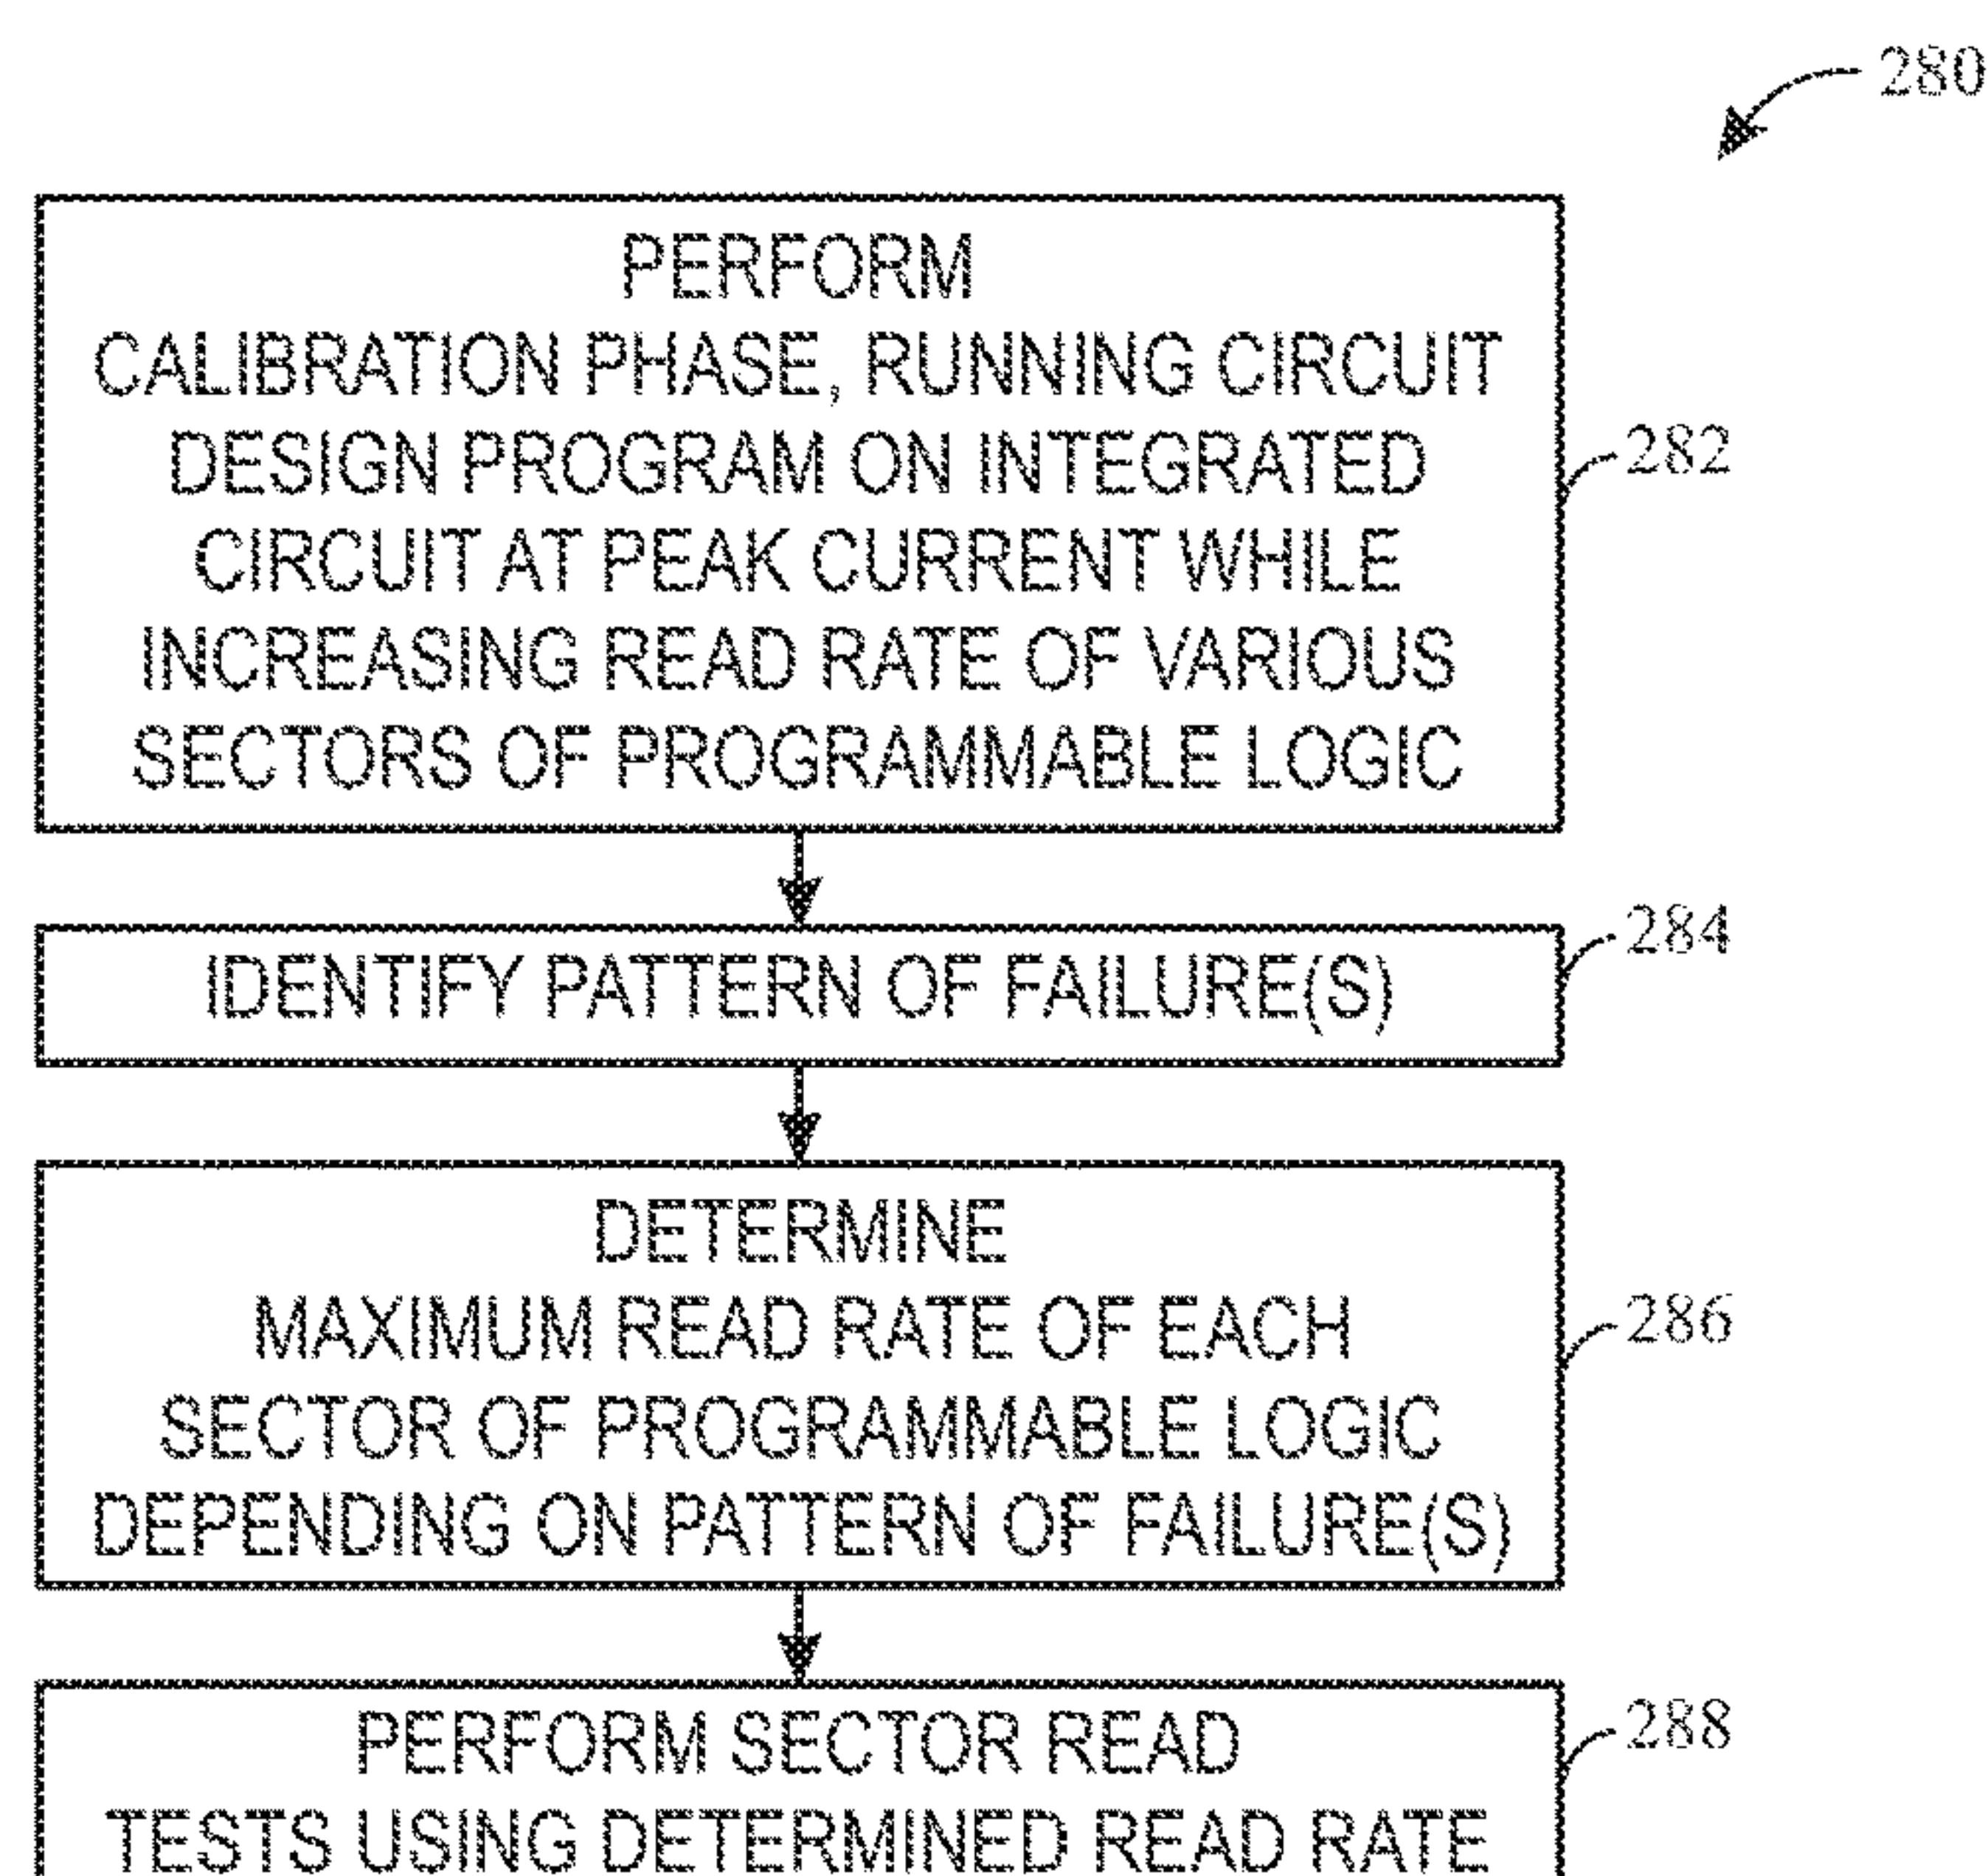 280
PERFORM
CALIBRATION PHASE, RUNNING CIRCUIT
DESIGN PROGRAM ON INTEGRATED
CIRCUIT AT PEAK CURRENT WHILE
INCREASING READ RATE OF VARIOUS
SECTORS OF PROGRAMMABLE LOGIC
282
IDENTIFY PATTERN OF FAILURE(S)
284
DETERMINE
MAXIMUM READ RATE OF EACH
SECTOR OF PROGRAMMABLE LOGIC
DEPENDING ON PATTERN OF FAILURE(S)
286
PERFORM SECTOR READ
TESTS USING DETERMINED READ RATE
288